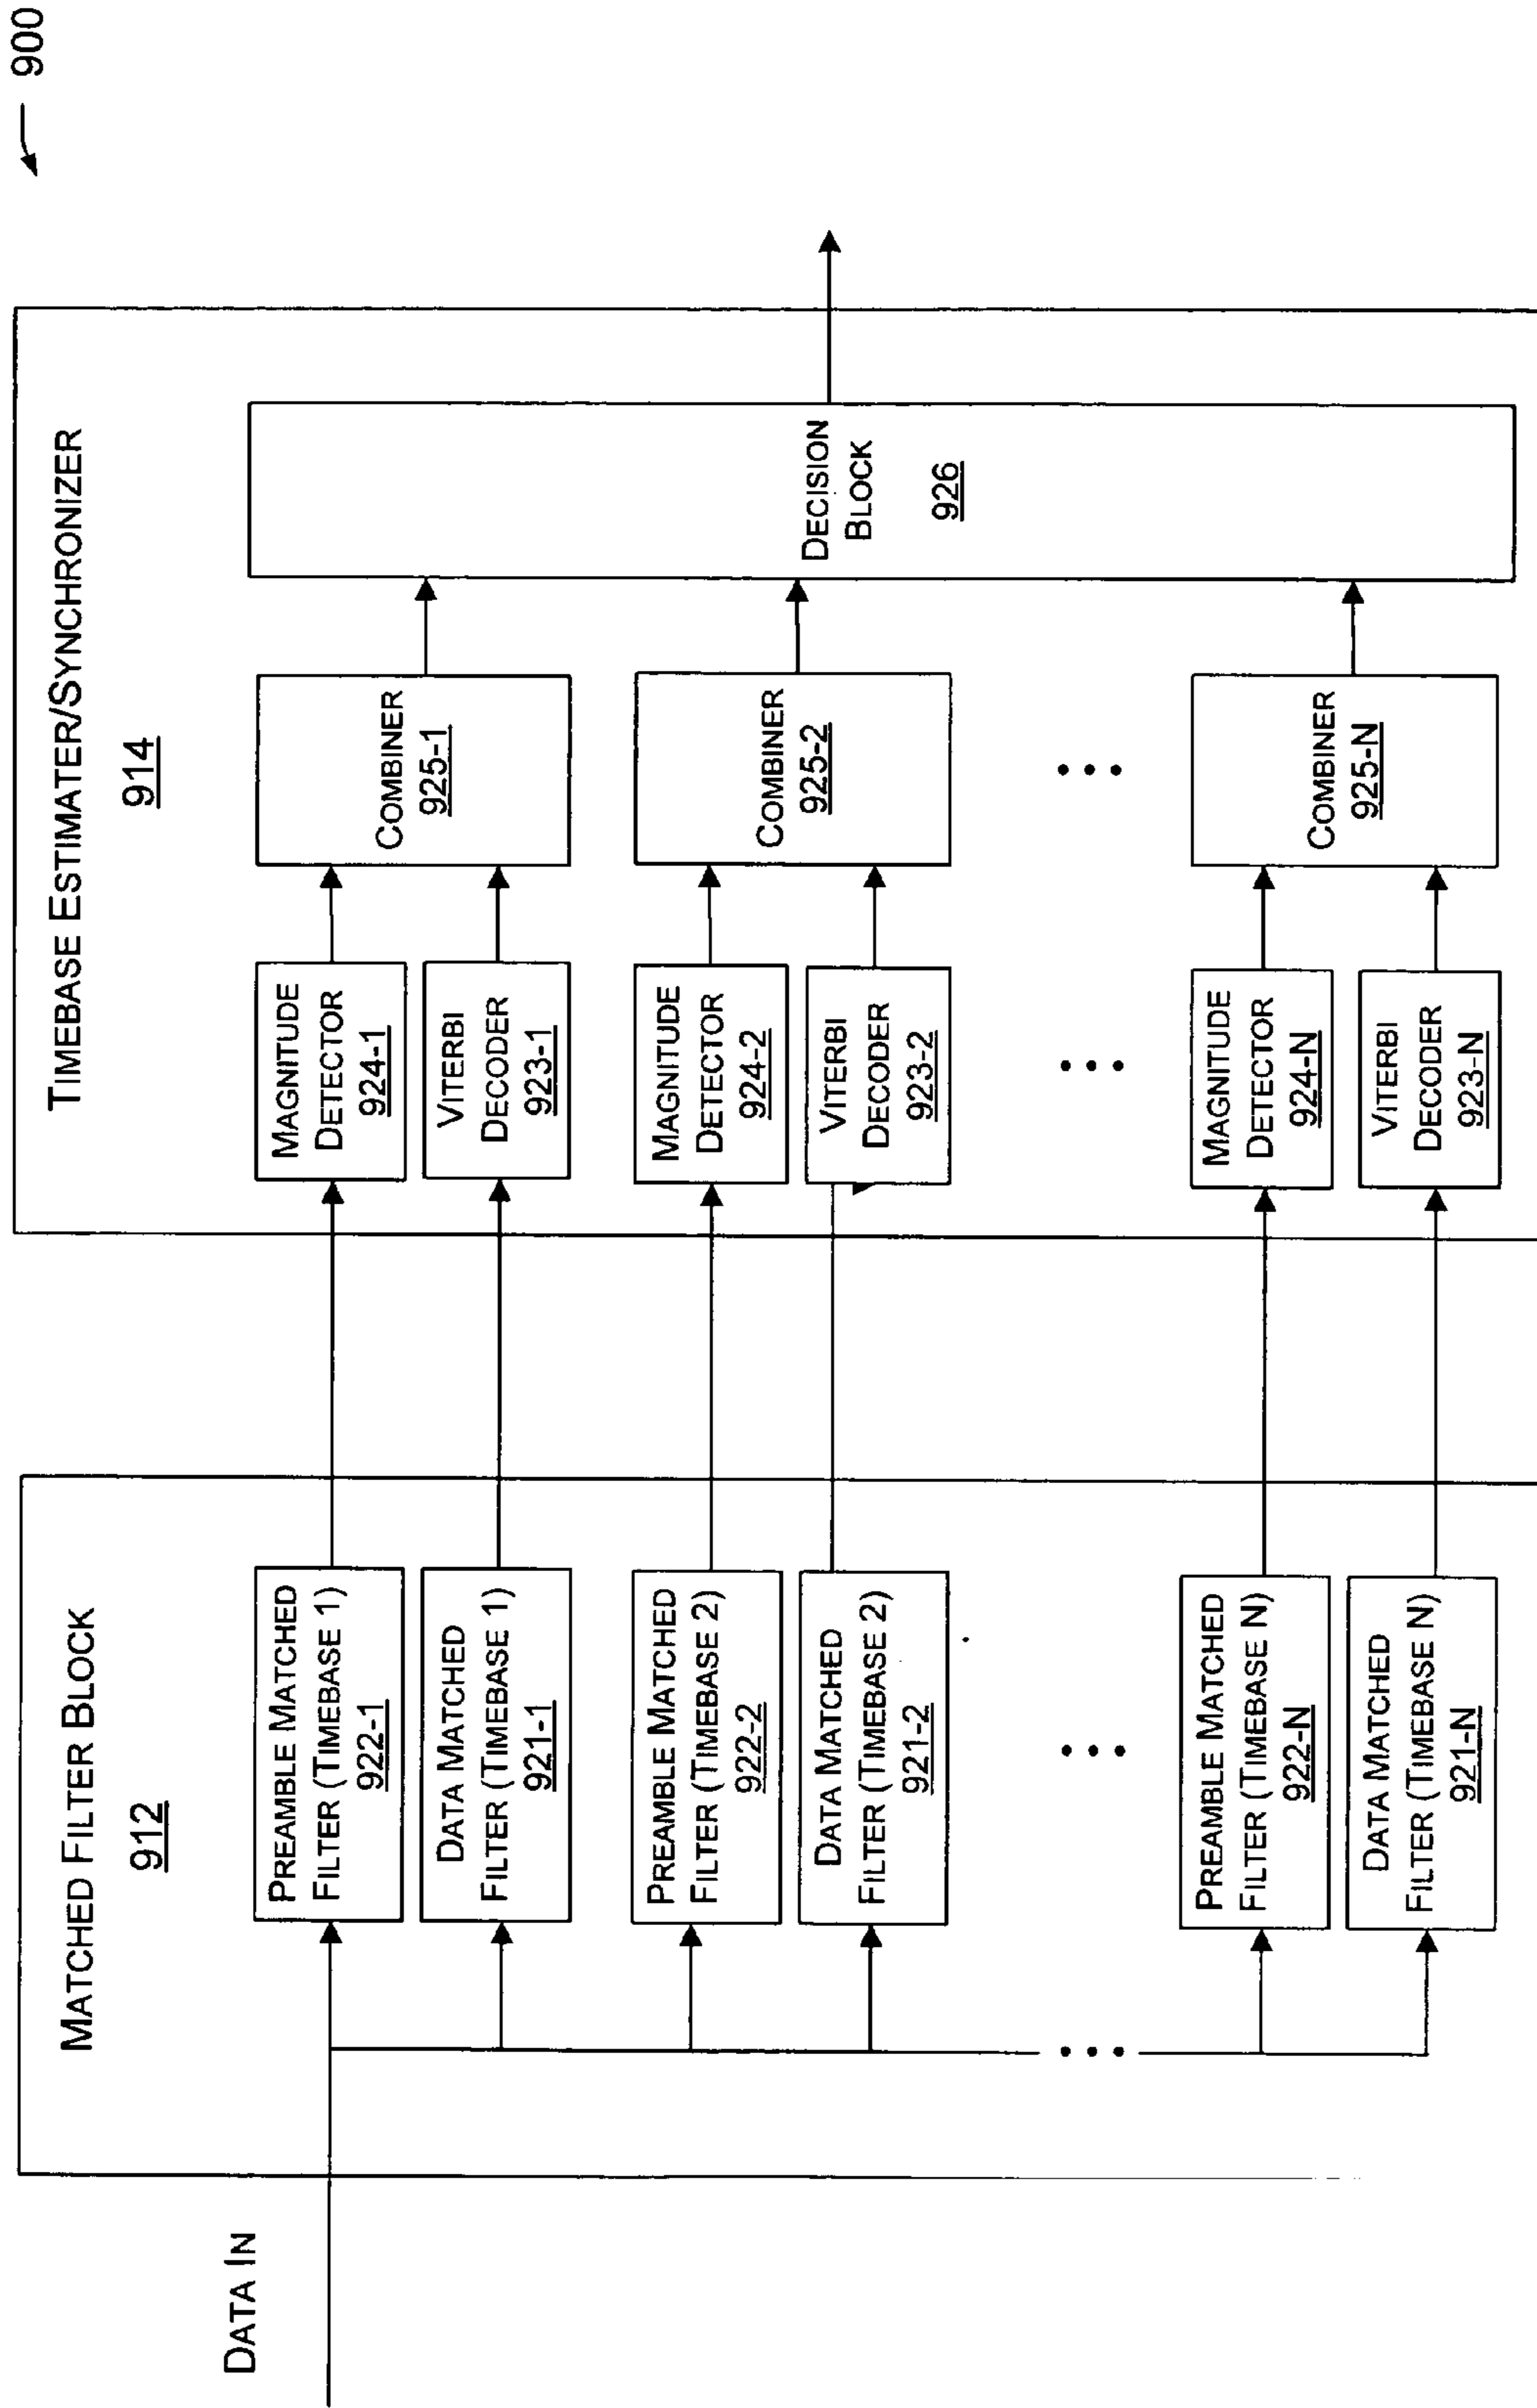 900
TIMEBASE ESTIMATER/SYNCHRONIZER
914
MAGNITUDE
DETECTOR
924-1
VITERBI
DECODER
923-1
COMBINER
925-1
MAGNITUDE
DETECTOR
924-2
VITERBI
DECODER
923-2
COMBINER
925-2
• • •
• • •
MAGNITUDE
DETECTOR
924-N
VITERBI
DECODER
923-N
COMBINER
925-N
DECISION
BLOCK
926
MATCHED FILTER BLOCK
912
PREAMBLE MATCHED
FILTER (TIMEBASE 1)
922-1
DATA MATCHED
FILTER (TIMEBASE 1)
921-1
PREAMBLE MATCHED
FILTER (TIMEBASE 2)
922-2
DATA MATCHED
FILTER (TIMEBASE 2)
921-2
• • •
• • •
PREAMBLE MATCHED
FILTER (TIMEBASE N)
922-N
DATA MATCHED
FILTER (TIMEBASE N)
921-N
DATA IN